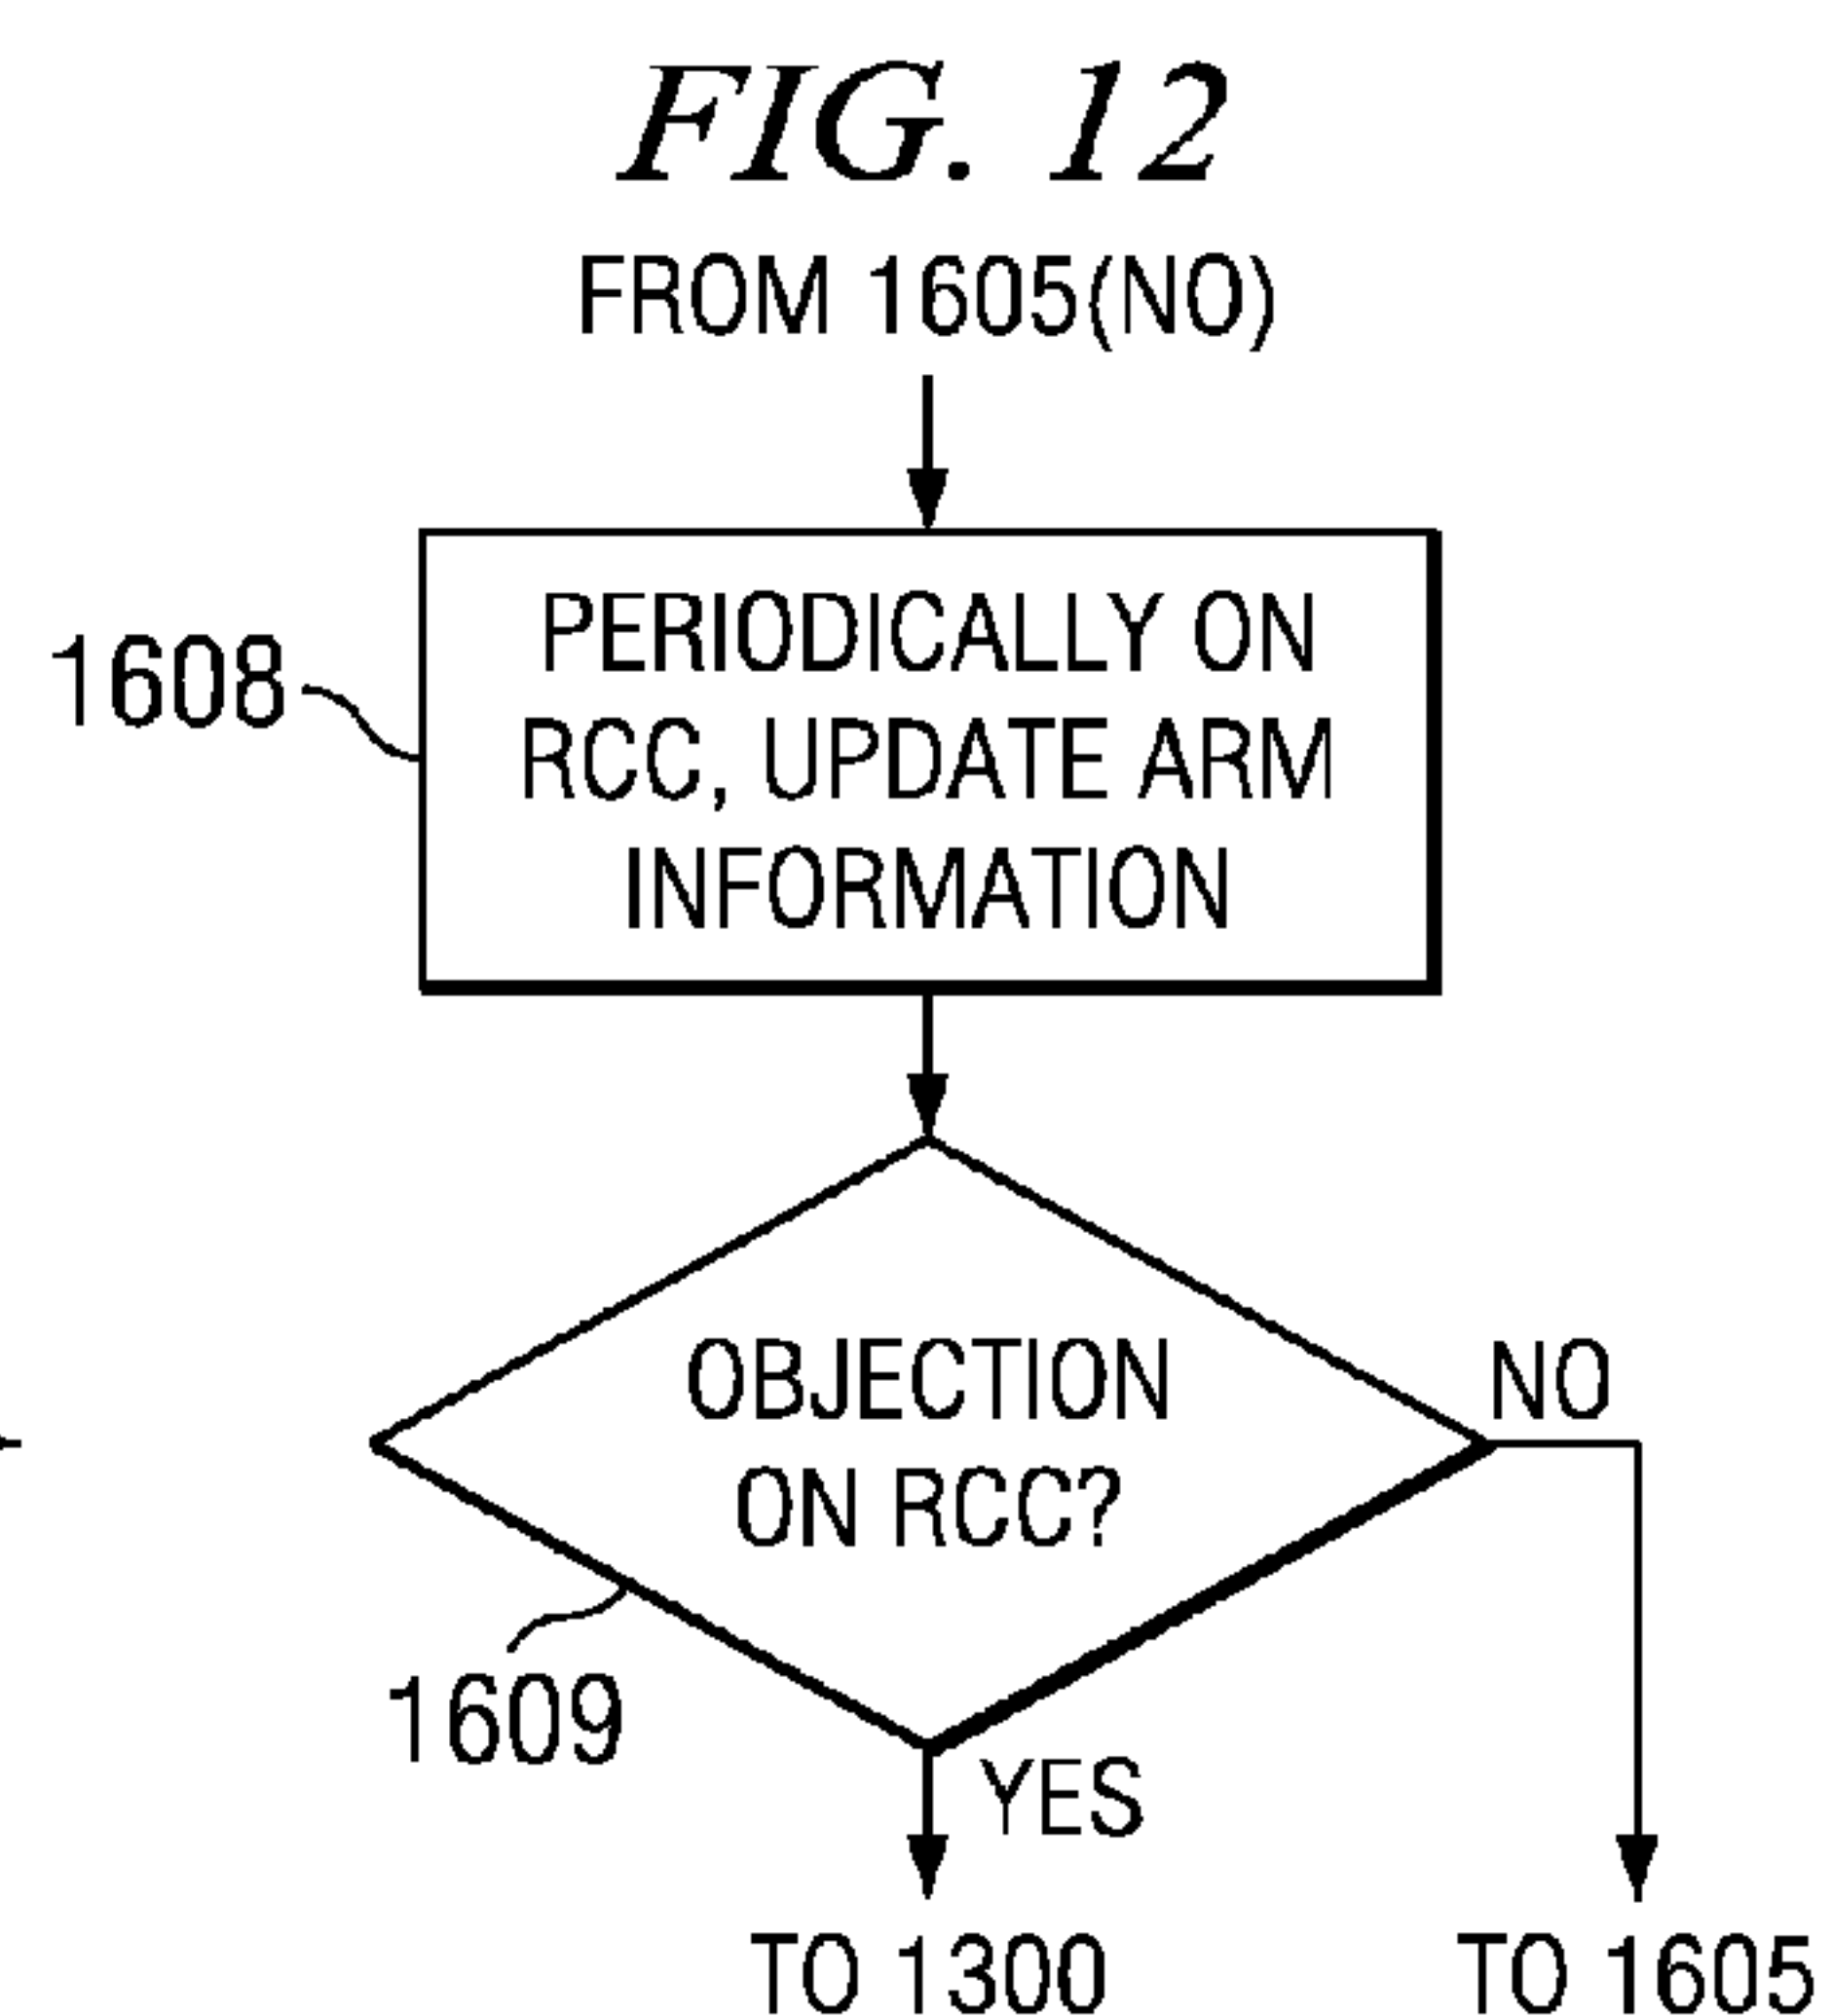 FIG. 12
FROM 1605(NO)
1608
PERIODICALLY ON
RCC, UPDATE ARM
INFORMATION
OBJECTION
ON RCC?
NO
1609
YES
TO 1300
TO 1605